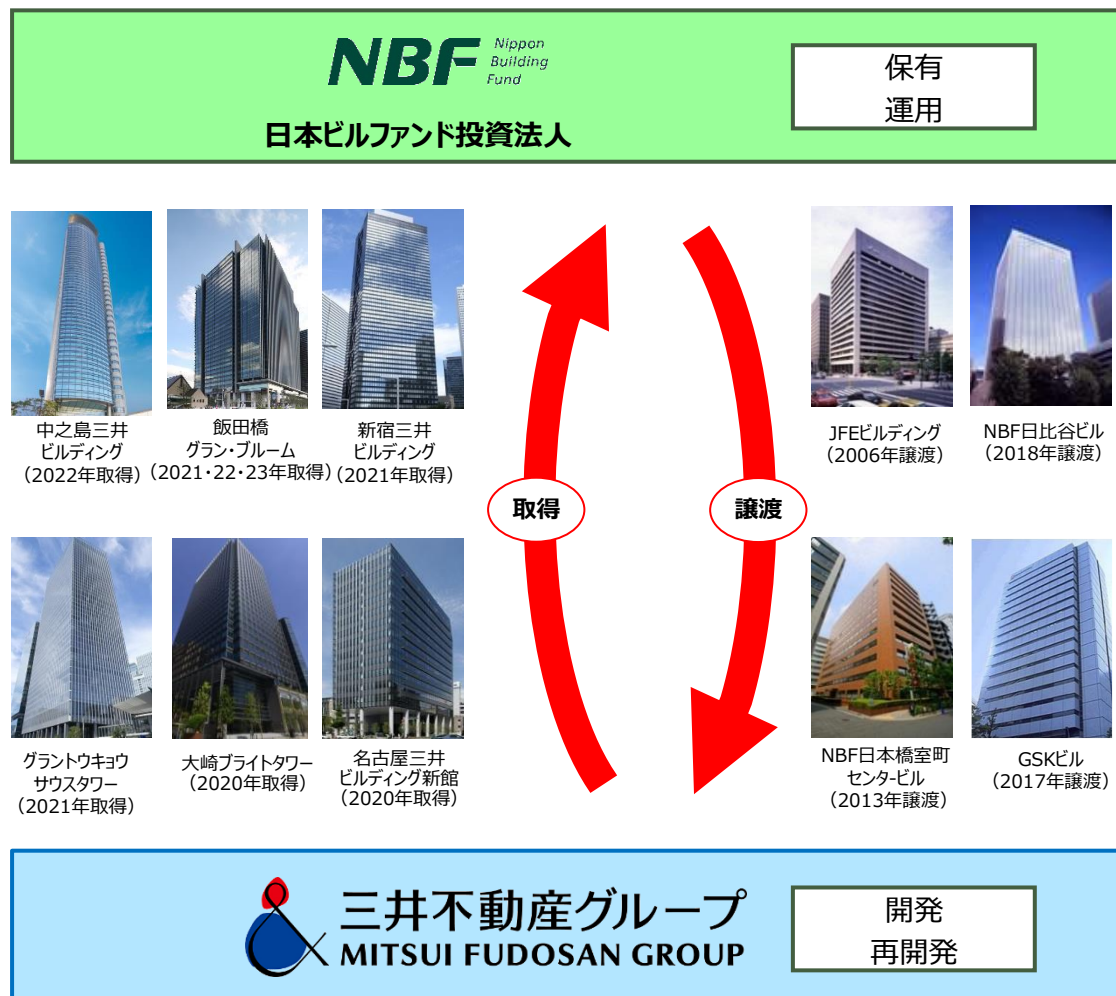 NBF Nippon
Building
Fund
日本ビルファンド投資法人
保有
運用
中之島三井
ビルディング
(2022年取得)
飯田橋
グラン・ブルーム
(2021・22・23年取得)
新宿三井
ビルディング
(2021年取得)
JFEビルディング
(2006年譲渡)
NBF日比谷ビル
(2018年譲渡)
取得
譲渡
グラントウキョウ
サウスタワー
(2021年取得)
大崎ブライトタワー
(2020年取得)
名古屋三井
ビルディング新館
(2020年取得)
NBF日本橋室町
センタービル
(2013年譲渡)
GSKビル
(2017年譲渡)
三井不動産グループ
MITSUI FUDOSAN GROUP
開発
再開発